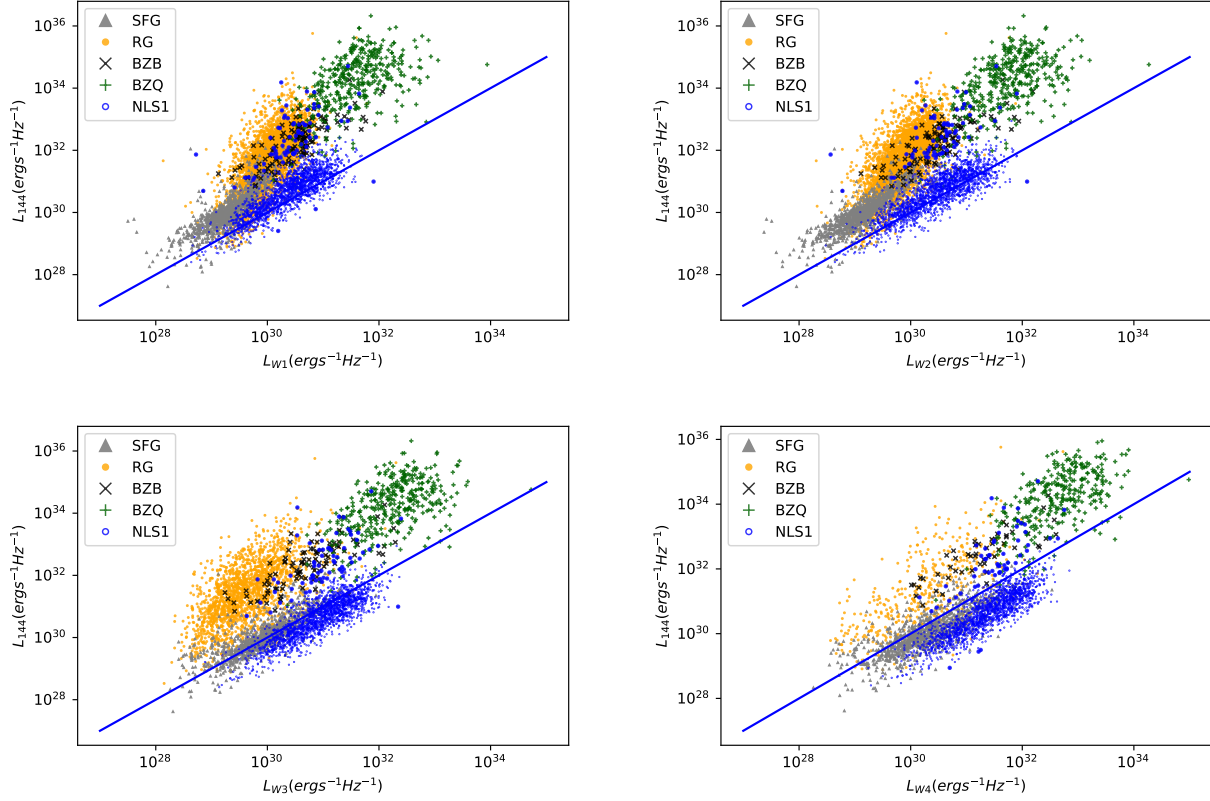 10^36
10^34
10^32
10^30
10^28
L_144(ergs^−1Hz^−1)
SFG
RG
BZB
BZQ
NLS1
10^28 10^30 10^32 10^34
L_W1(ergs^−1Hz^−1)
10^36
10^34
10^32
10^30
10^28
L_144(ergs^−1Hz^−1)
SFG
RG
BZB
BZQ
NLS1
10^28 10^30 10^32 10^34
L_W2(ergs^−1Hz^−1)
10^36
10^34
10^32
10^30
10^28
L_144(ergs^−1Hz^−1)
SFG
RG
BZB
BZQ
NLS1
10^28 10^30 10^32 10^34
L_W3(ergs^−1Hz^−1)
10^36
10^34
10^32
10^30
10^28
L_144(ergs^−1Hz^−1)
SFG
RG
BZB
BZQ
NLS1
10^28 10^30 10^32 10^34
L_W4(ergs^−1Hz^−1)